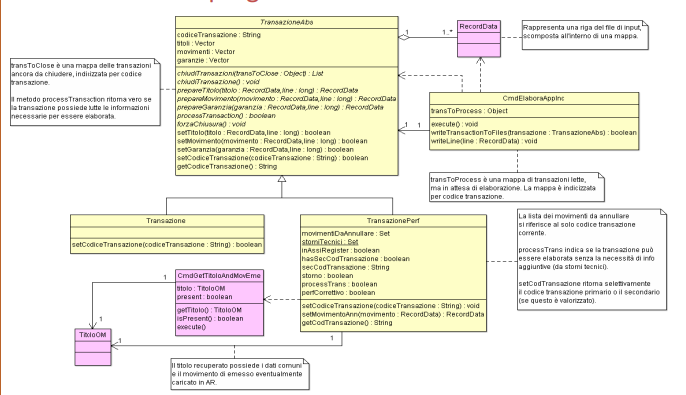 TransazioneAbs
codiceTransazione : String
titoli : Vector
movimenti : Vector
garanzie : Vector
chiudiTransazioni(transToClose : Object) : List
chiudiTransazione() : void
prepareTitolo(titolo : RecordData,line : long) : RecordData
prepareMovimento(movimento : RecordData,line : long) : RecordData
prepareGaranzia(garanzia : RecordData,line : long) : RecordData
processTransaction() : boolean
forzaChiusura() : void
setTitolo(titolo : RecordData,line : long) : boolean
setMovimento(movimento : RecordData,line : long) : boolean
setGaranzia(garanzia : RecordData,line : long) : boolean
setCodiceTransazione(codiceTransazione : String) : boolean
getCodiceTransazione() : String
1
1..*
RecordData
Rappresenta una riga del file di input,
scomposta all'interno di una mappa.
transToClose è una mappa delle transazioni
ancora da chiudere, indirizzata per codice
transazione.
Il metodo processTransaction ritorna vero se
la transazione possiede tutte le informazioni
necessarie per essere elaborata.
CmdElaboraAppInc
transToProcess : Object
execute() : void
writeTransactionToFiles(transazione : TransazioneAbs) : boolean
writeLine(line : RecordData) : void
1
1
transToProcess è una mappa di transazioni lette,
ma in attesa di elaborazione. La mappa è indicizzata
per codice transazione.
Transazione
setCodiceTransazione(codiceTransazione : String) : boolean
TransazionePerf
movimentiDaAnnullare : Set
storniTecnici : Set
inAssiRegister : boolean
hasSecCodTransazione : boolean
secCodTransazione : String
storno : boolean
processTrans : boolean
perfCorrettivo : boolean
setCodiceTransazione(codiceTransazione : String) : void
setMovimentoAnn(movimento : RecordData) : RecordData
getCodTransazione() : String
La lista dei movimenti da annullare
si riferisce al solo codice transazione
corrente.
processTrans indica se la transazione può
essere elaborata senza la necessità di info
aggiuntive (da storni tecnici).
setCodTransazione ritorna selettivamente
il codice transazione primario o il secondario
(se questo è valorizzato).
CmdGetTitoloAndMovEme
titolo : TitoloOM
present : boolean
getTitolo() : TitoloOM
isPresent() : boolean
execute()
1
1
TitoloOM
1
1
Il titolo recuperato possiede i dati comuni
e il movimento di emesso eventualmente
caricato in AR.